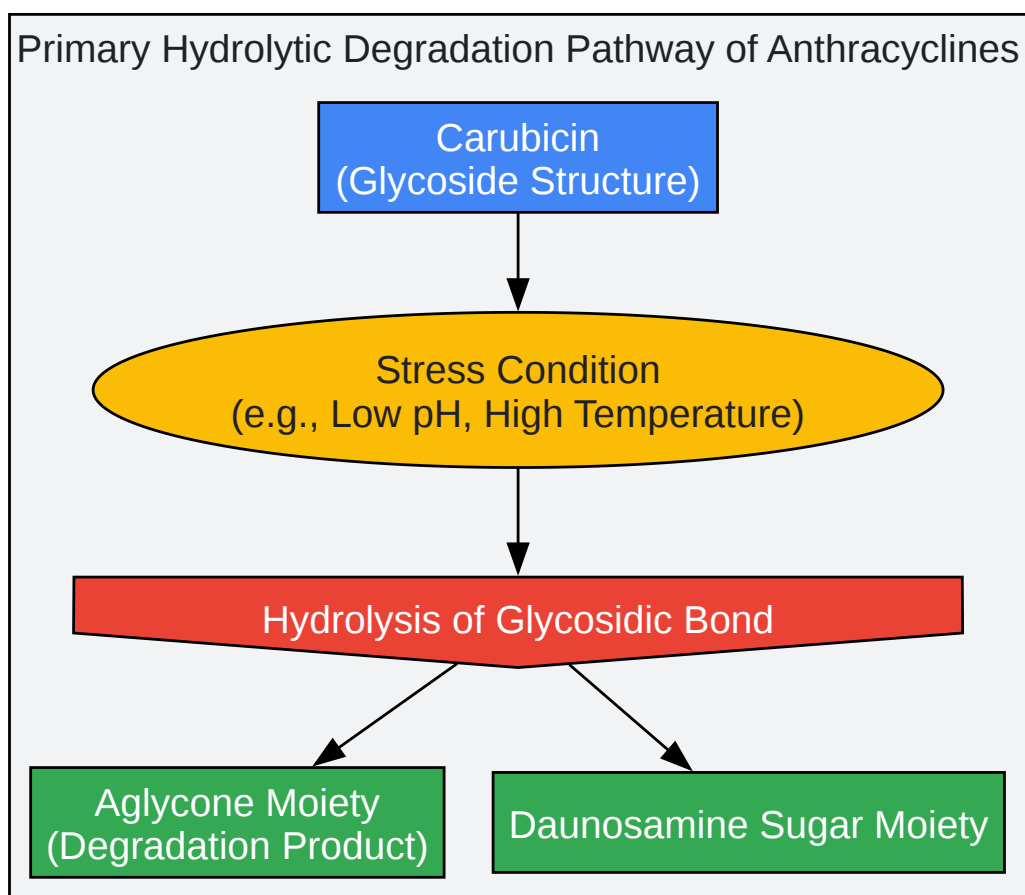 Primary Hydrolytic Degradation Pathway of Anthracyclines
Carubicin
(Glycoside Structure)
Stress Condition
(e.g., Low pH, High Temperature)
Hydrolysis of Glycosidic Bond
Aglycone Moiety
(Degradation Product)
Daunosamine Sugar Moiety